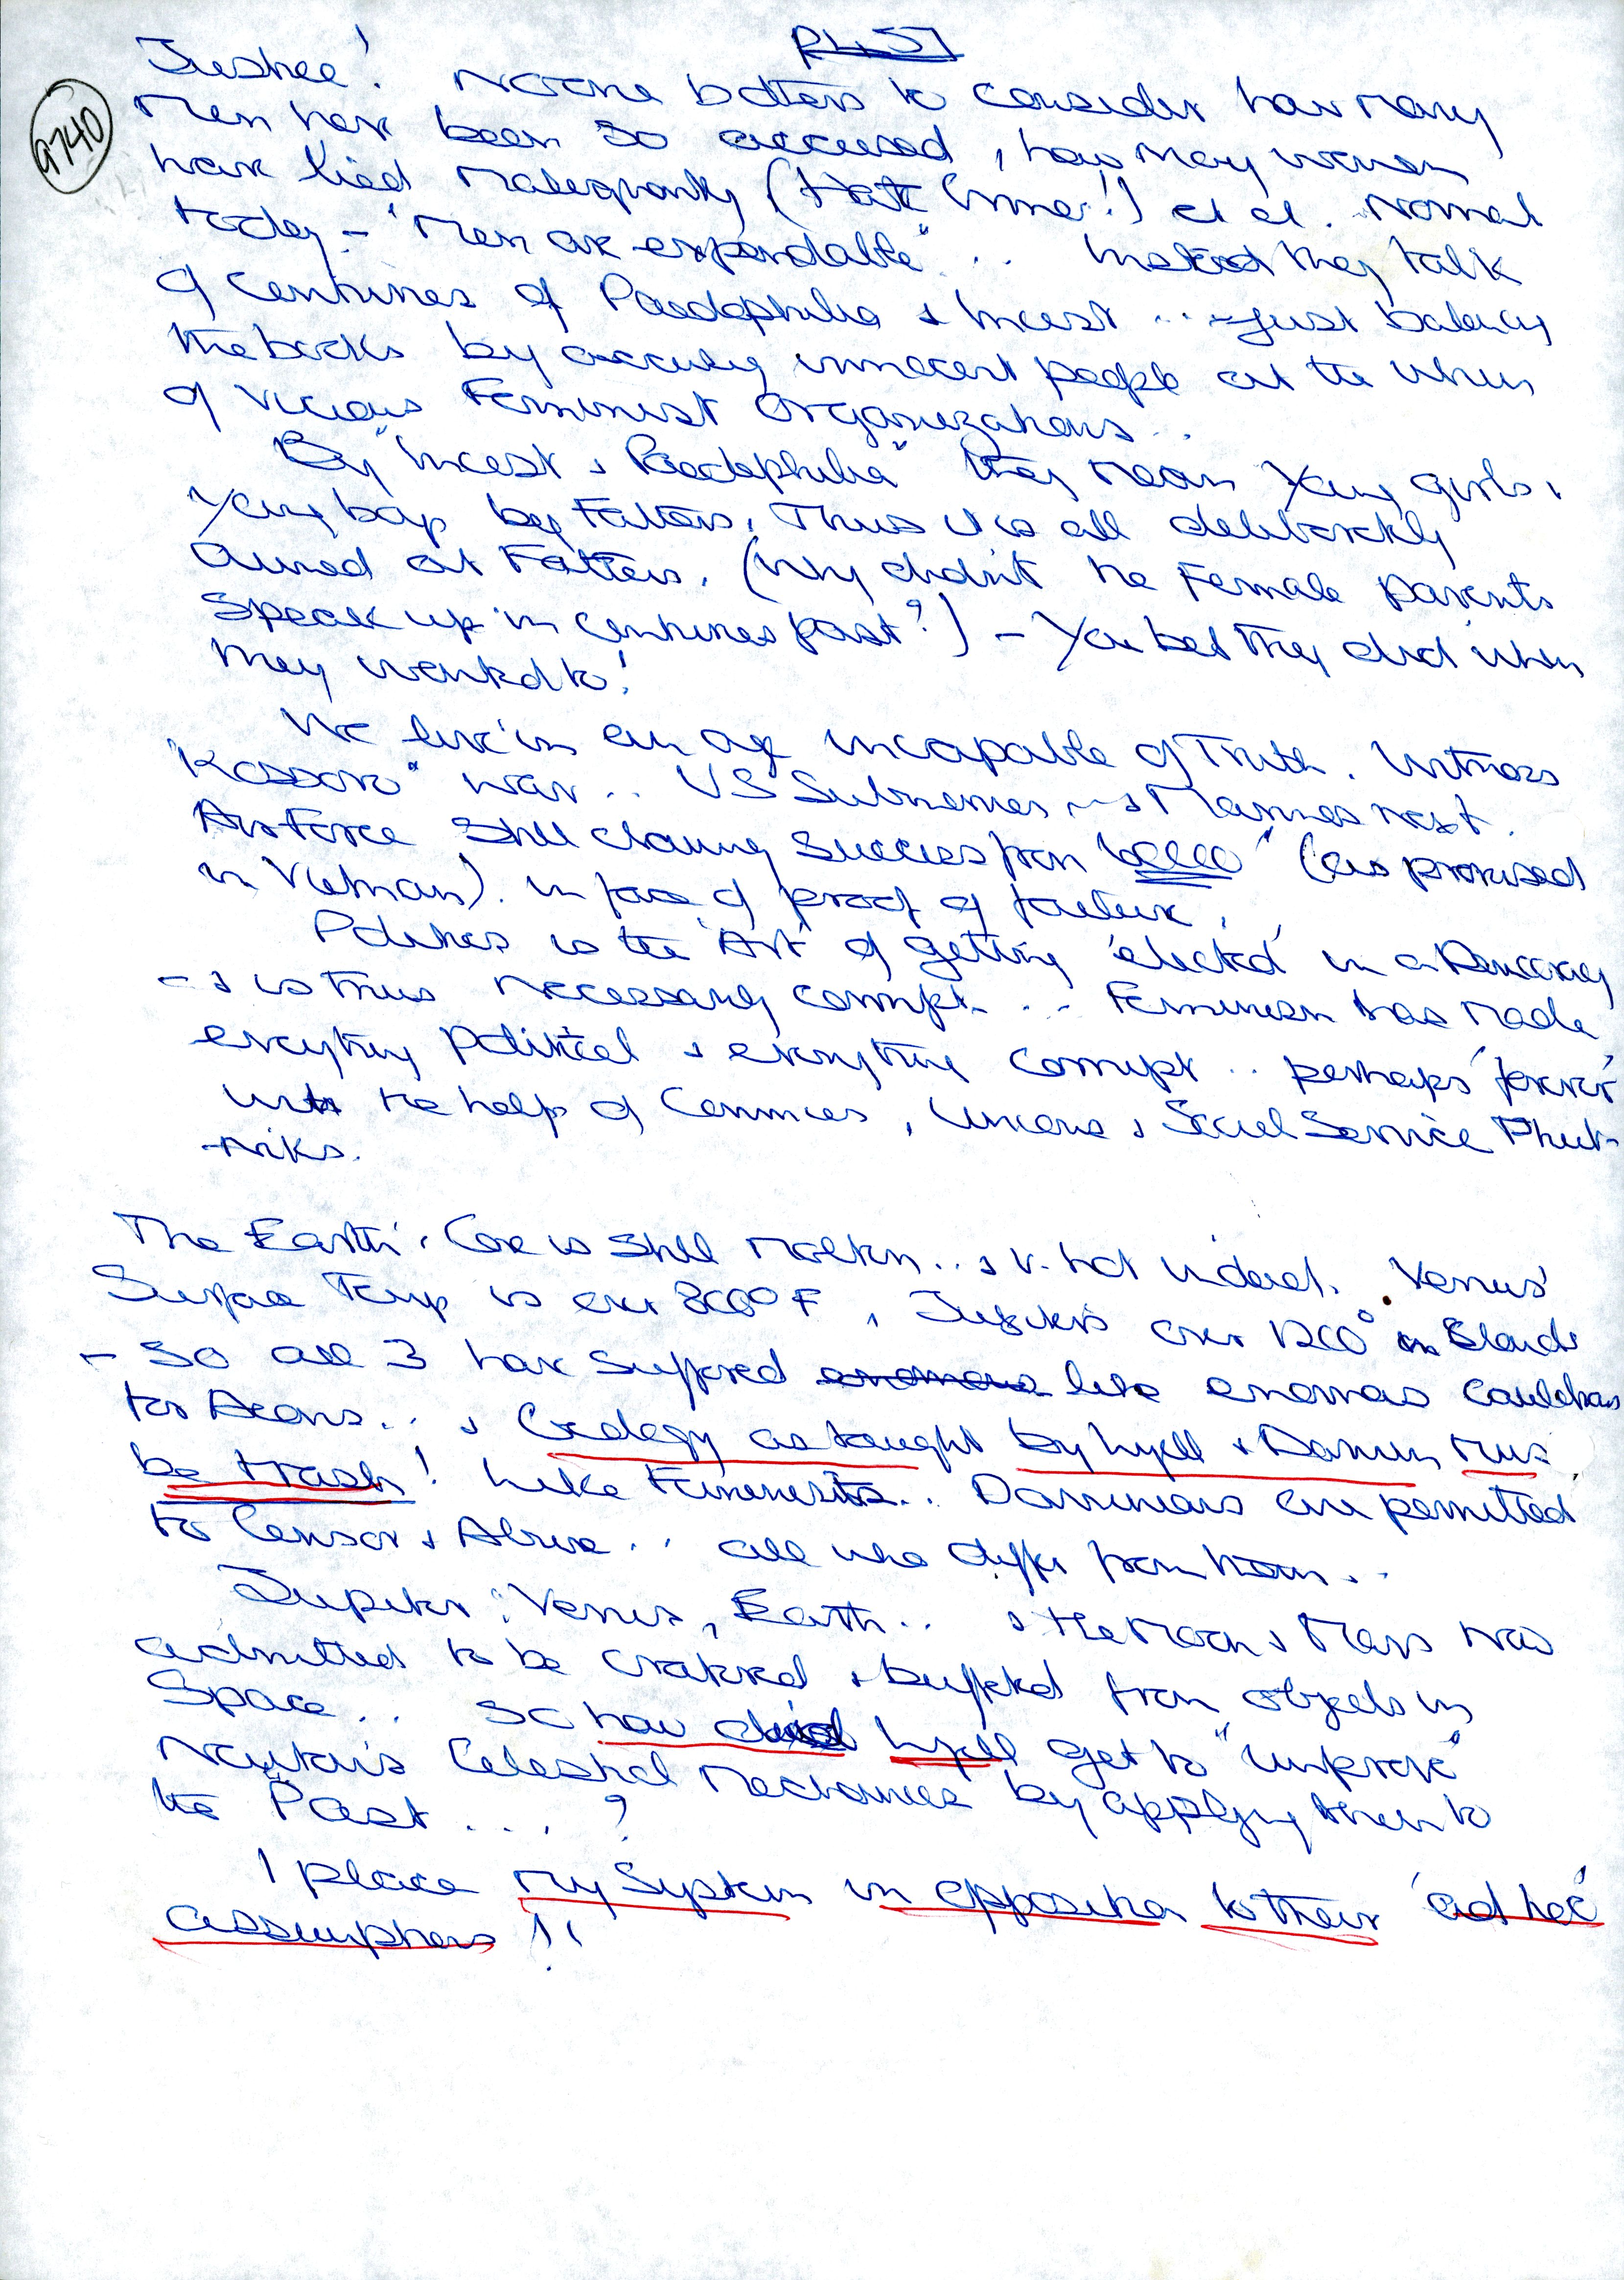 9740
Justice! No one bothers to consider how many
Men have been so accused, how many women
have lied malignantly (Hate Crimes!) et al. Normal
today – "Men are expendable" ... Instead they talk
of Centuries of Paedophilia & Incest ... just balancing
the books by accusing innocent people at the whim
of vicious Feminist Organizations ..
By "Incest & Paedophilia" they mean young girls,
young boys by Fathers. Thus it is all deliberately
aimed at Fathers. (Why didn't the Female parents
speak up in centuries past?) – You bet they did when
they wanted to!
We live in an age incapable of Truth. Witness
"Kosovo" war .. US Submarines & Marines next.
Air Force still claiming success from (as promised
in Vietnam). in face of proof of failure.
Politics is the 'Art' of getting 'elected' in a Democracy
– & is thus necessarily corrupt ... Feminism has made
everything political & everything corrupt .. perhaps 'forever'
with the help of Commies, Unions & Social Service
-niks.
The Earth's Core is still molten .. & v. hot indeed. Venus'
Surface Temp is over 800° F, Jupiter's over 1200° in
– so all 3 have suffered like enormous cauldrons
for Aeons .. & Geology as taught by Lyell & Darwin must
be trash! Like Feminists .. Darwinians are permitted
to Censor & Abuse .. all who differ from them ..
Jupiter, Venus, Earth .. & the Moon & Mars now
admitted to be cratered & buffeted from objects in
Space .. So how did Lyell get to "improve"
Newton's Celestial Mechanics by applying them to
the Past .... ?
I place my System in opposition to their 'ad hoc'
assumptions !!